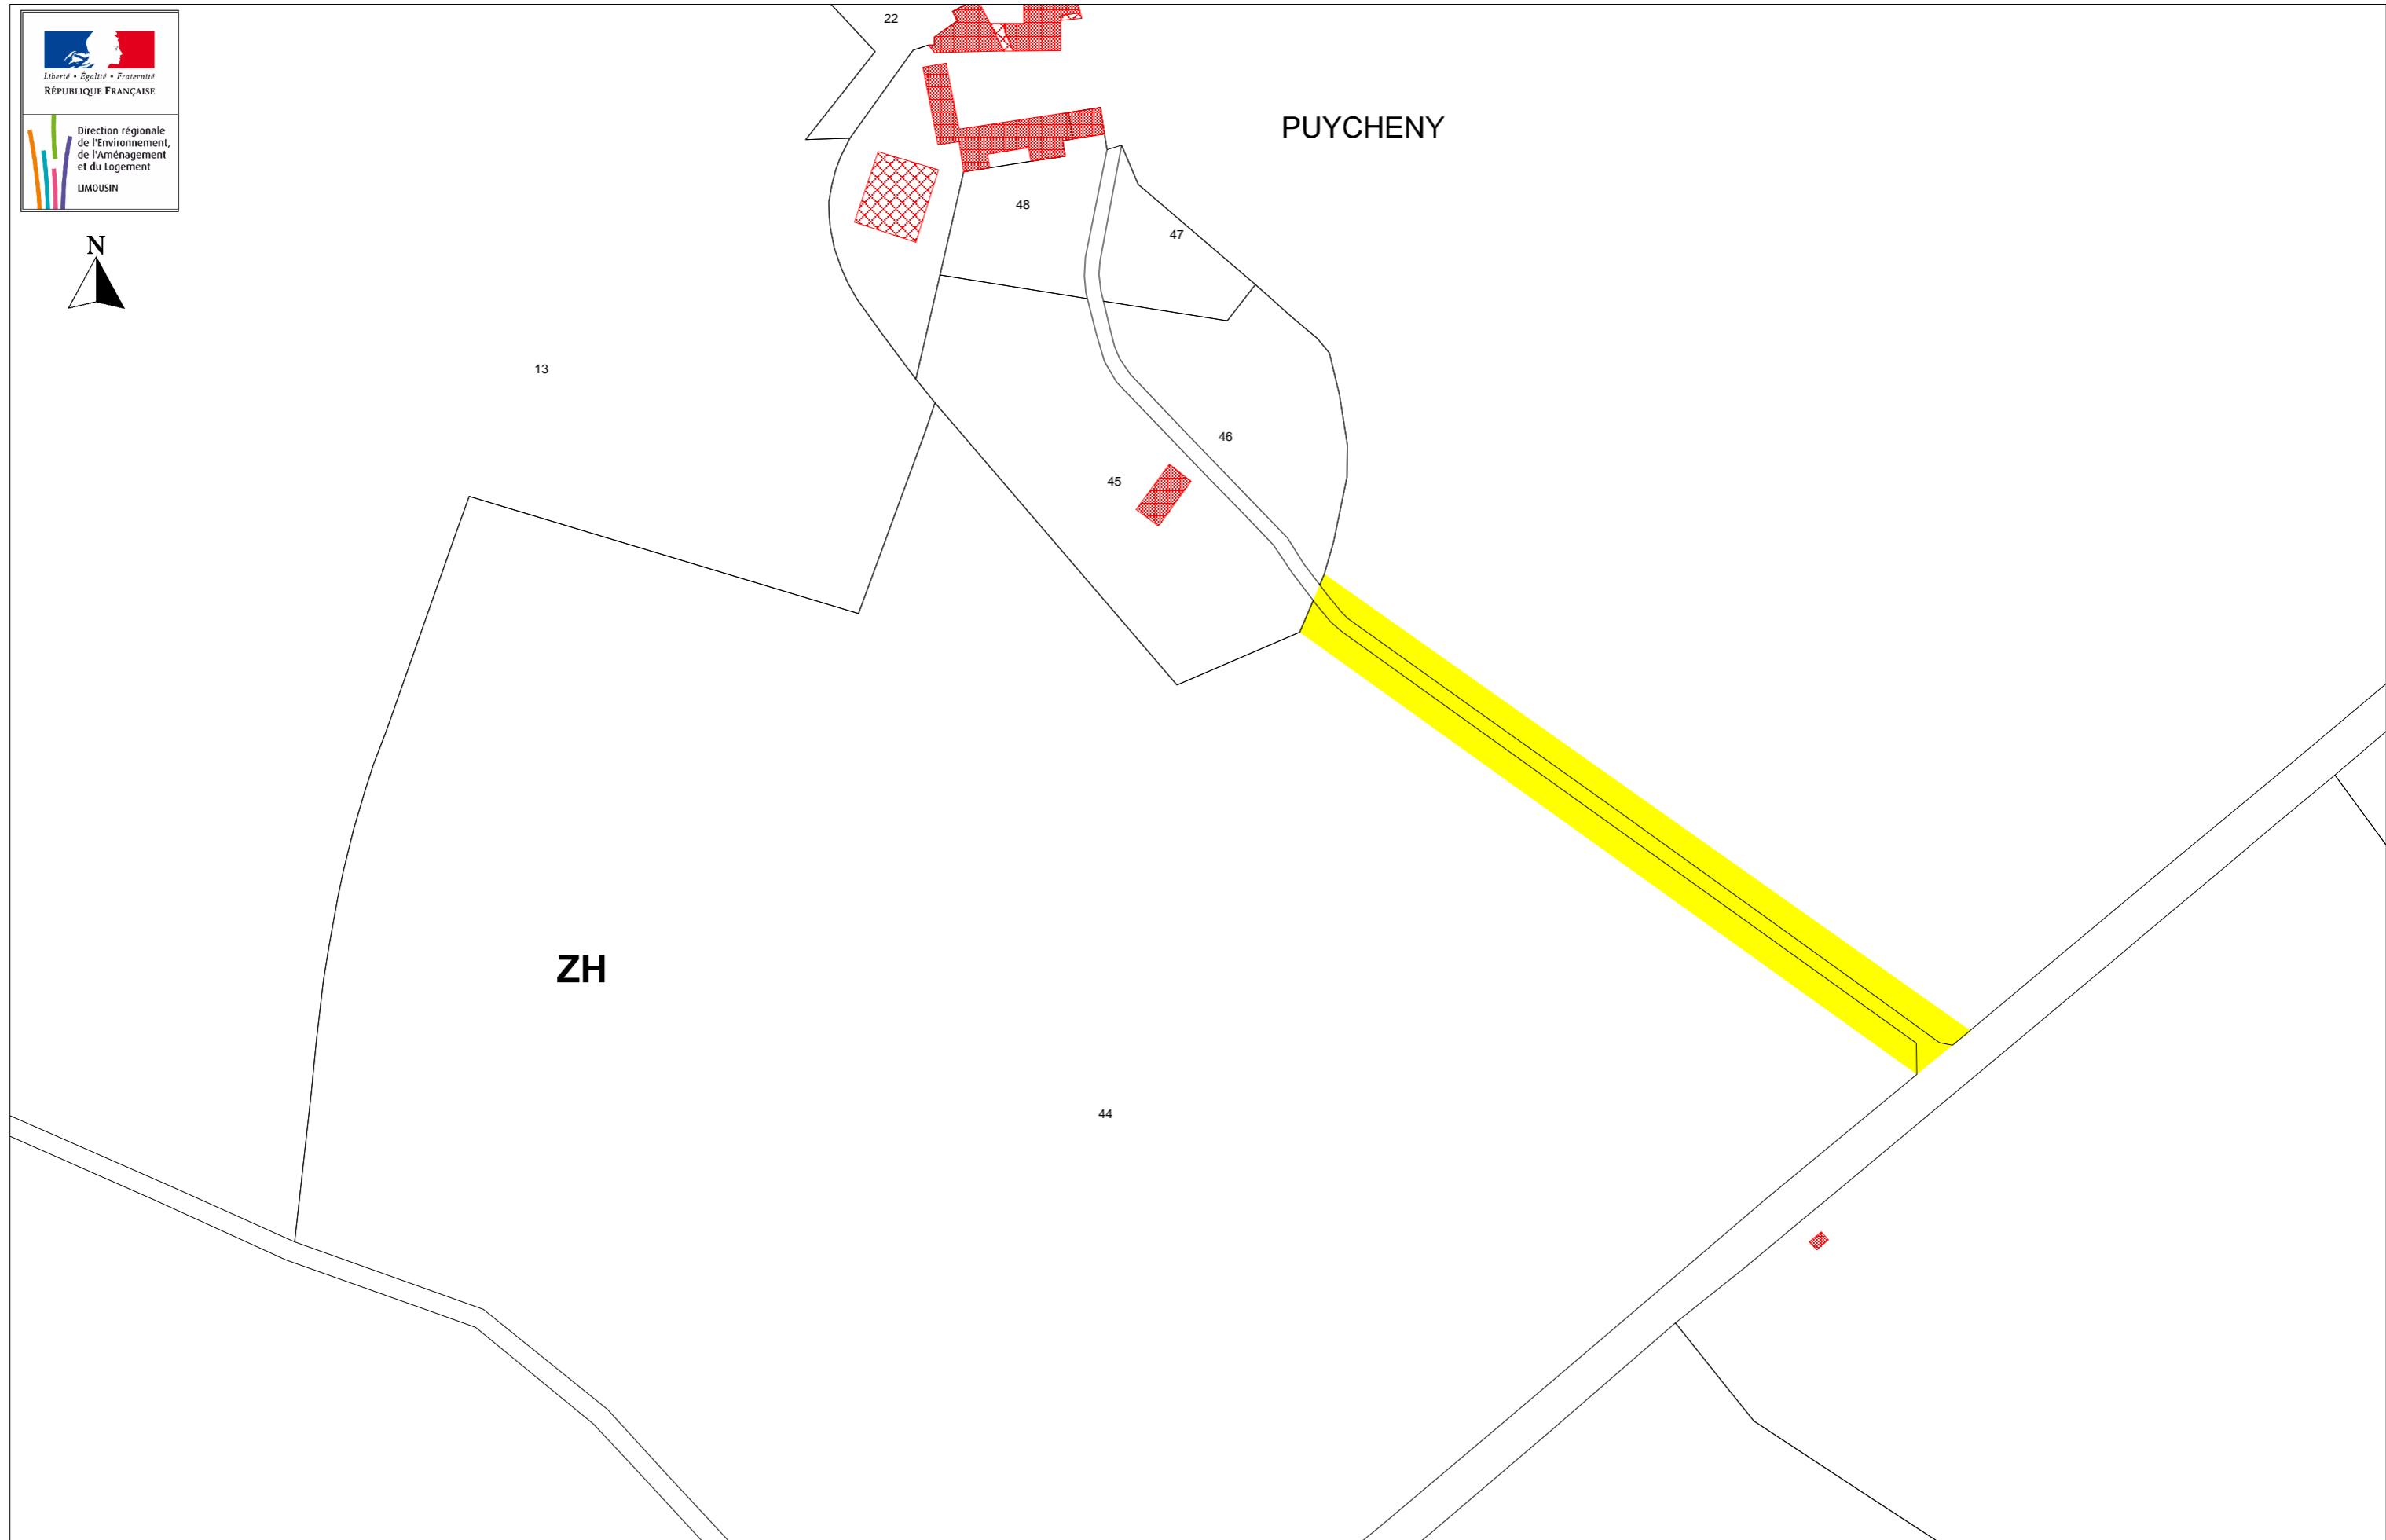 Liberté • Égalité • Fraternité
RÉPUBLIQUE FRANÇAISE
Direction régionale
de l'Environnement,
de l'Aménagement
et du Logement
LIMOUSIN
N
22
PUYCHENY
48
47
13
46
45
ZH
44